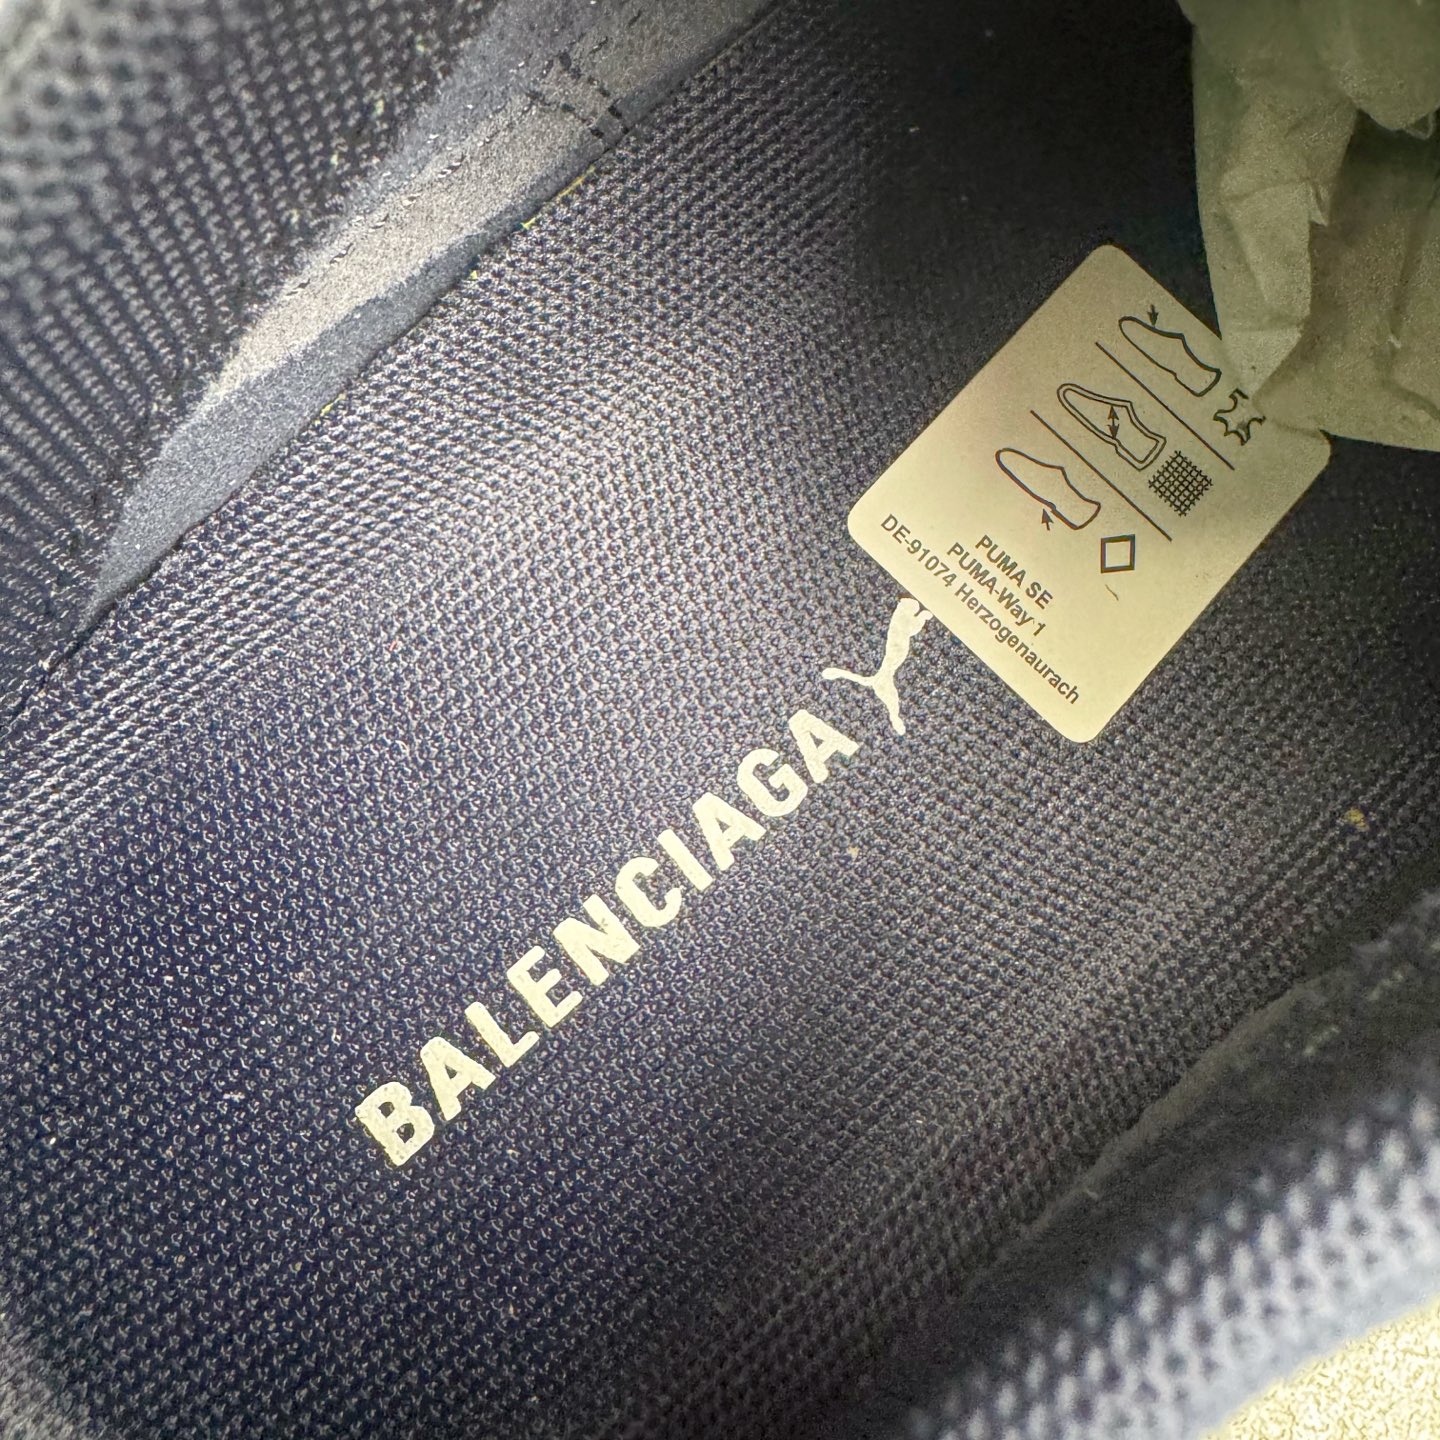 PUMA SE
PUMA-Way 1
DE-91074 Herzogenaurach
BALENCIAGA